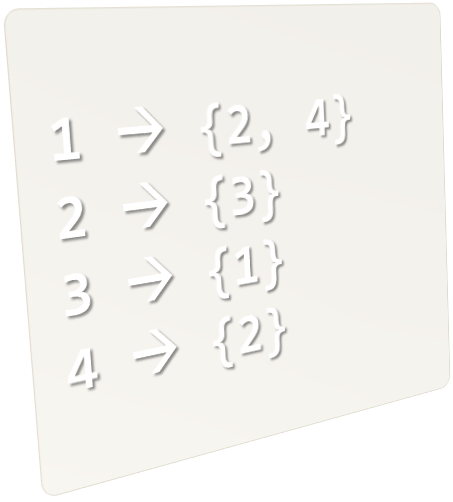 1 → {2, 4}
2 → {3}
3 → {1}
4 → {2}